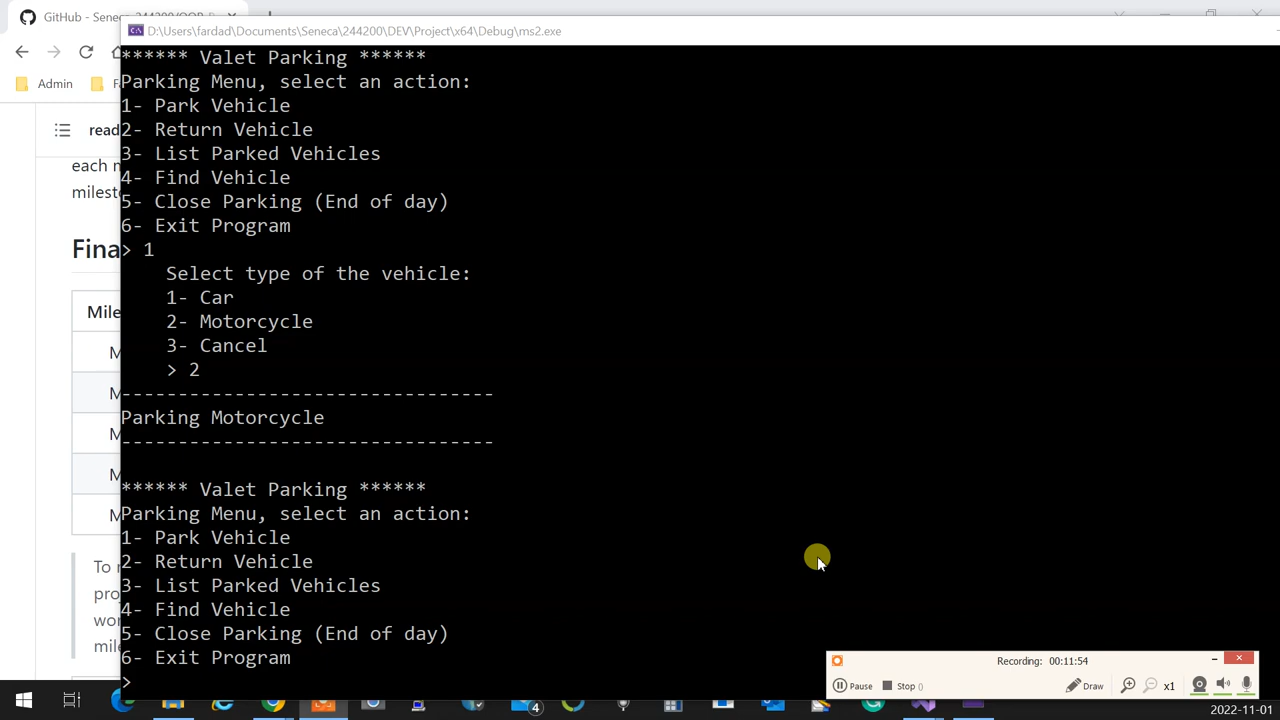 GitHub - Sene
D:\Users\fardad\Documents\Seneca\244200\DEV\Project\x64\Debug\ms2.exe
Admin
****** Valet Parking ******
Parking Menu, select an action:
1- Park Vehicle
2- Return Vehicle
3- List Parked Vehicles
4- Find Vehicle
5- Close Parking (End of day)
6- Exit Program
> 1
Select type of the vehicle:
1- Car
2- Motorcycle
3- Cancel
> 2
---------------------------------
Parking Motorcycle
---------------------------------
****** Valet Parking ******
Parking Menu, select an action:
1- Park Vehicle
2- Return Vehicle
3- List Parked Vehicles
4- Find Vehicle
5- Close Parking (End of day)
6- Exit Program
>
read
each m
milest
Fina
Mile
M
M
M
M
M
To
pro
wor
mile
Recording: 00:11:54
Pause Stop () Draw x1
4
2022-11-01